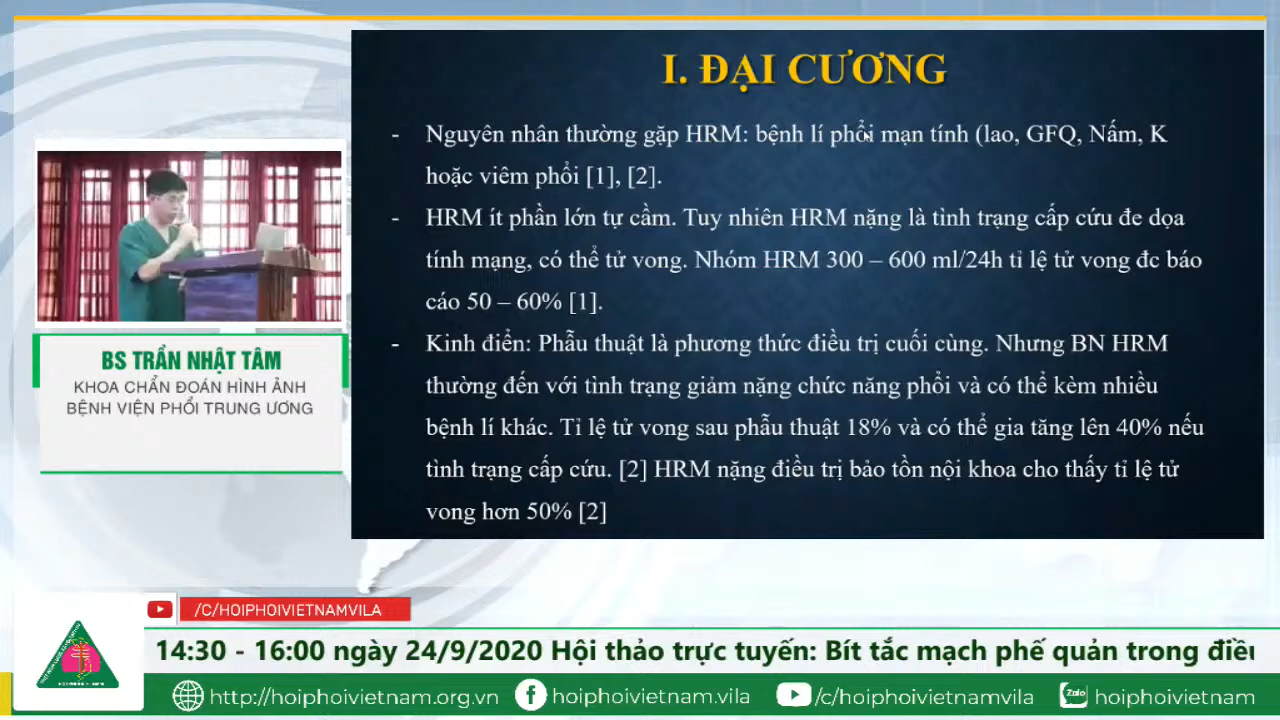 I. ĐẠI CƯƠNG
- Nguyên nhân thường gặp HRM: bệnh lí phổi mạn tính (lao, GFQ, Nấm, K
hoặc viêm phổi [1], [2].
- HRM ít phần lớn tự cầm. Tuy nhiên HRM nặng là tình trạng cấp cứu đe dọa
tính mạng, có thể tử vong. Nhóm HRM 300 – 600 ml/24h tỉ lệ tử vong đc báo
cáo 50 – 60% [1].
- Kinh điển: Phẫu thuật là phương thức điều trị cuối cùng. Nhưng BN HRM
thường đến với tình trạng giảm nặng chức năng phổi và có thể kèm nhiều
bệnh lí khác. Tỉ lệ tử vong sau phẫu thuật 18% và có thể gia tăng lên 40% nếu
tình trạng cấp cứu. [2] HRM nặng điều trị bảo tồn nội khoa cho thấy tỉ lệ tử
vong hơn 50% [2]
BS TRẦN NHẬT TÂM
KHOA CHẨN ĐOÁN HÌNH ẢNH
BỆNH VIỆN PHỔI TRUNG ƯƠNG
/C/HOIPHOIVIETNAMVILA
14:30 - 16:00 ngày 24/9/2020 Hội thảo trực tuyến: Bít tắc mạch phế quản trong điều
http://hoiphoivietnam.org.vn hoiphoivietnam.vila /c/hoiphoivietnamvila Zalo hoiphoivietnam